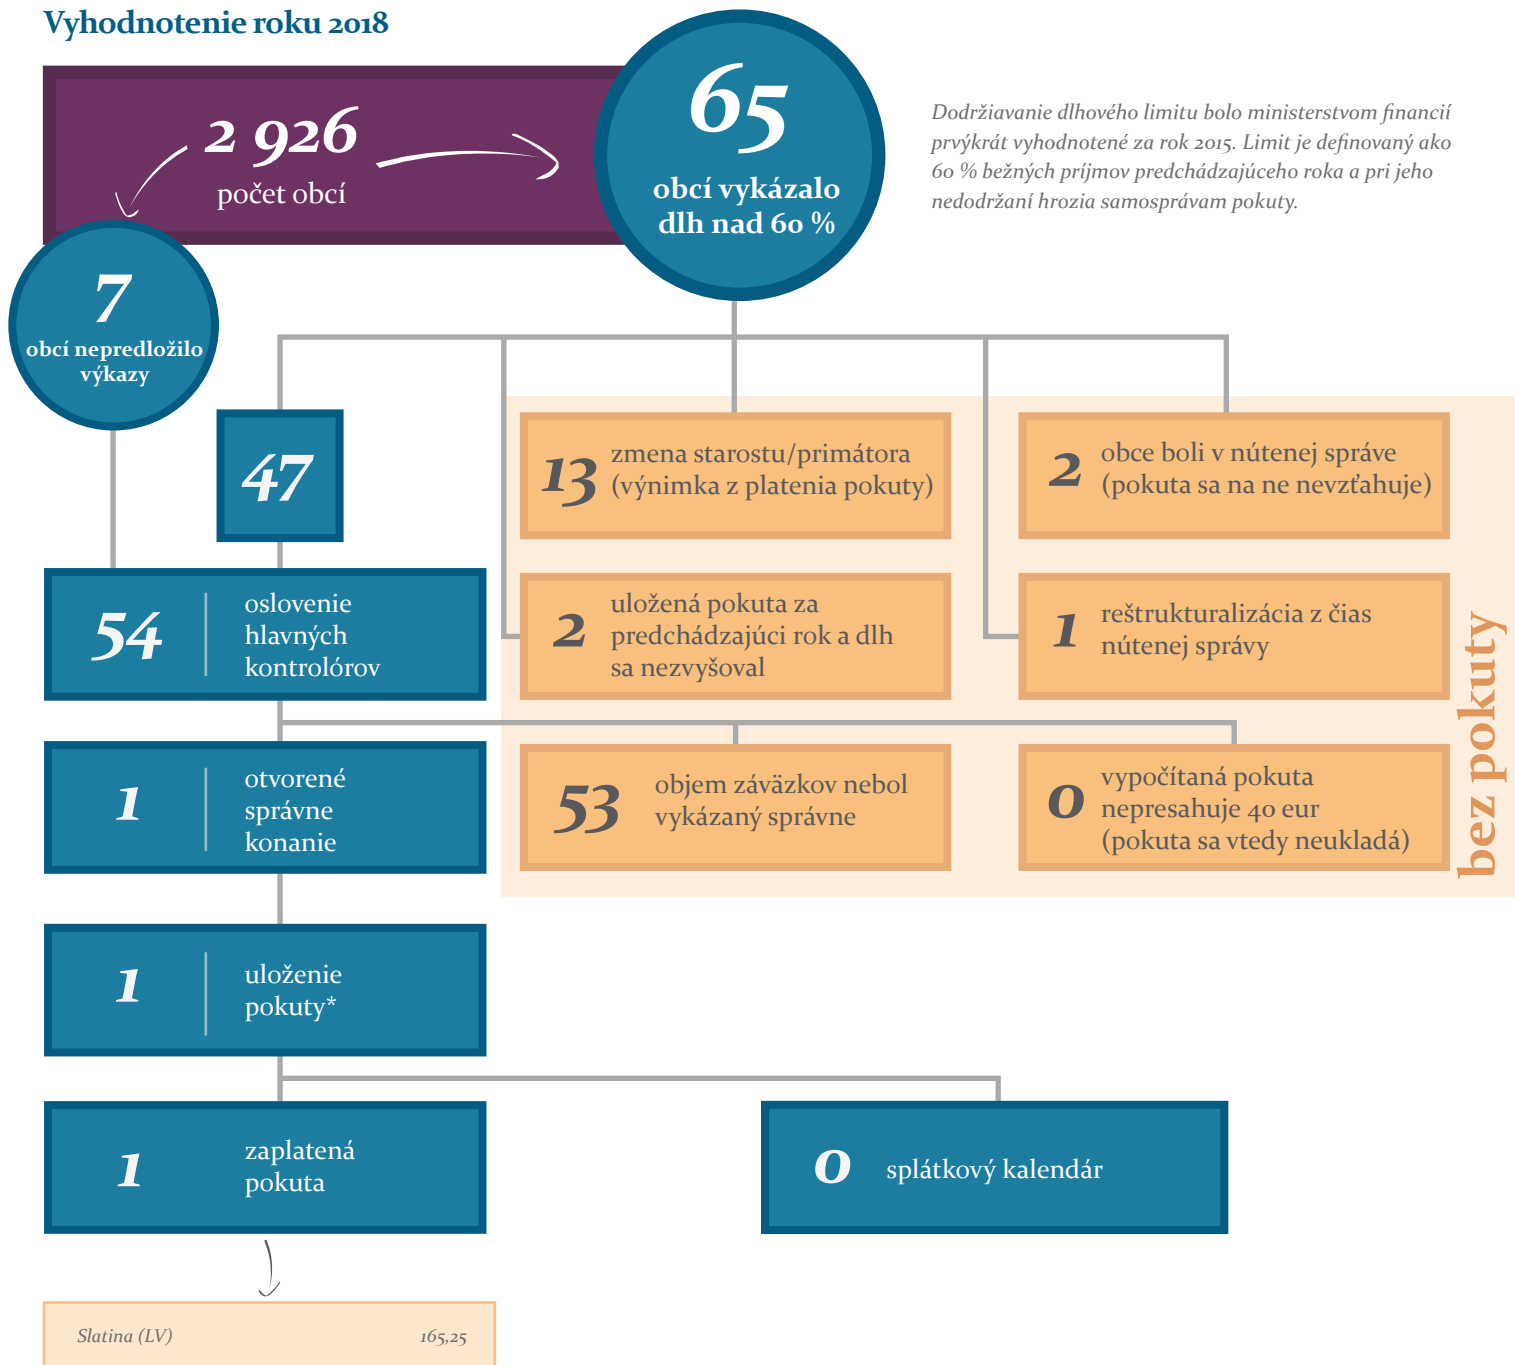 Vyhodnotenie roku 2018
2 926
počet obcí
65
obcí vykázalo
dlh nad 60 %
Dodržiavanie dlhového limitu bolo ministerstvom financií
prvýkrát vyhodnotené za rok 2015. Limit je definovaný ako
60 % bežných príjmov predchádzajúceho roka a pri jeho
nedodržaní hrozia samosprávam pokuty.
7
obcí nepredložilo
výkazy
47
13
zmena starostu/primátora
(výnimka z platenia pokuty)
2
obce boli v nútenej správe
(pokuta sa na ne nevzťahuje)
54
oslovenie
hlavných
kontrolórov
2
uložená pokuta za
predchádzajúci rok a dlh
sa nezvyšoval
1
reštrukturalizácia z čias
nútenej správy
bez pokuty
1
otvorené
správne
konanie
53
objem záväzkov nebol
vykázaný správne
0
vypočítaná pokuta
nepresahuje 40 eur
(pokuta sa vtedy neukladá)
1
uloženie
pokuty*
1
zaplatená
pokuta
0
splátkový kalendár
Slatina (LV) 165,25